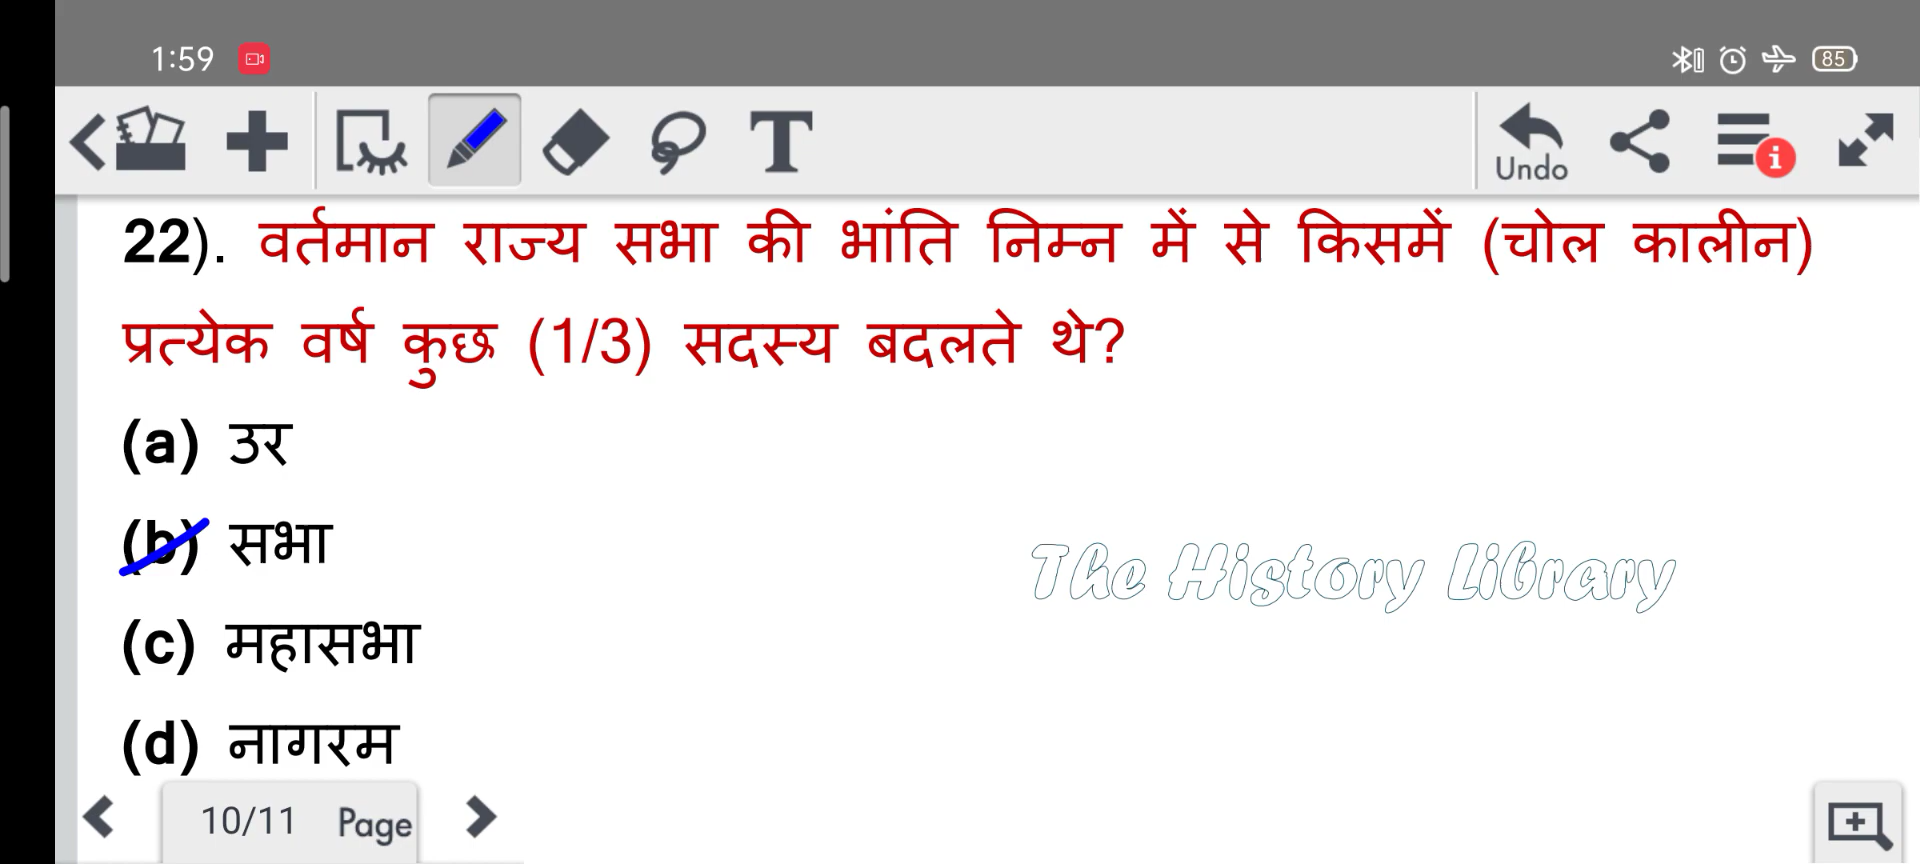 1:59
85
T
Undo
22). वर्तमान राज्य सभा की भांति निम्न में से किसमें (चोल कालीन)
प्रत्येक वर्ष कुछ (1/3) सदस्य बदलते थे?
(a) उर
(b) सभा
The History Library
(c) महासभा
(d) नागरम
10/11 Page